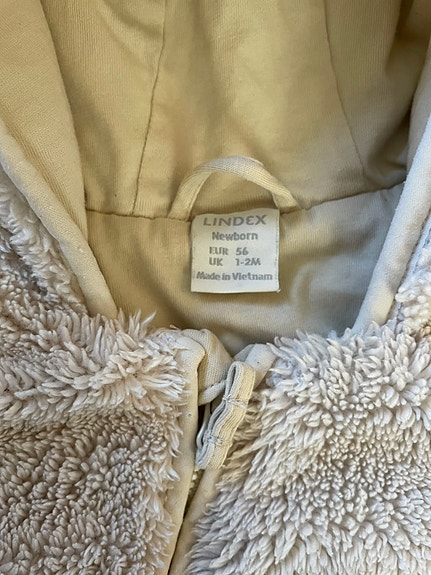 LINDEX
Newborn
EUR 56
UK 1-2M
Made in Vietnam